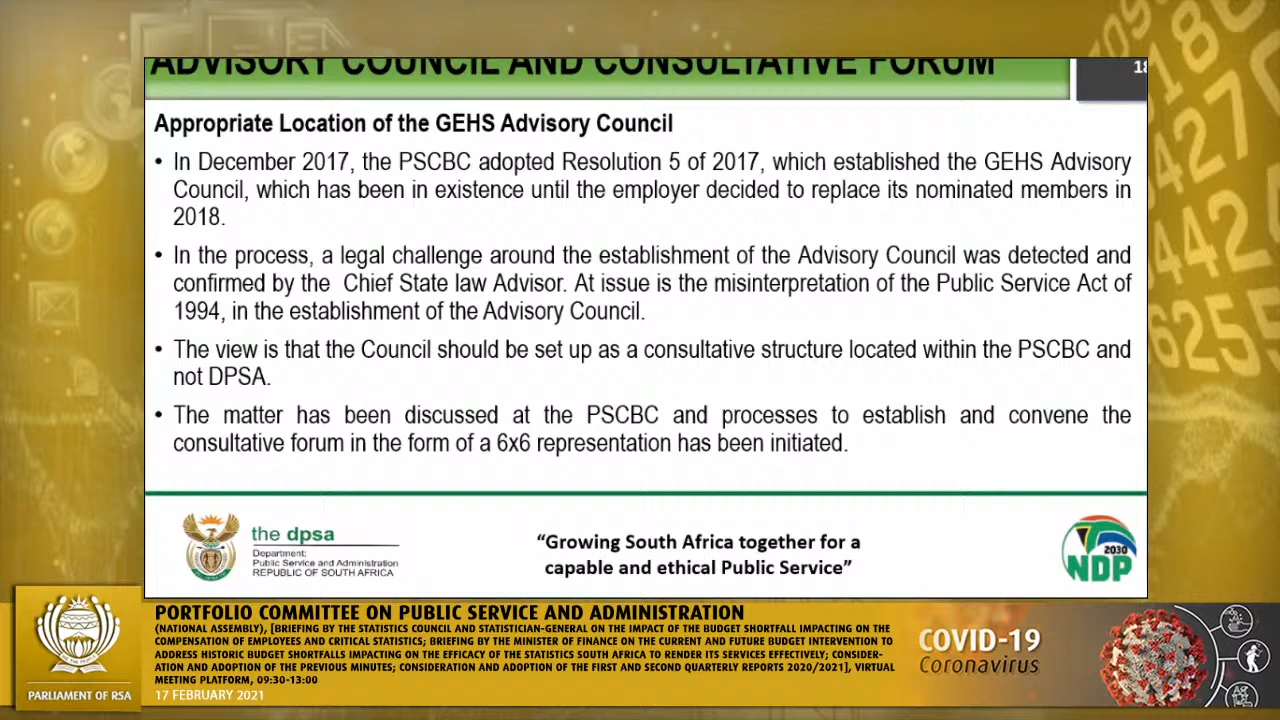 ADVISORY COUNCIL AND CONSULTATIVE FORUM
18
Appropriate Location of the GEHS Advisory Council
• In December 2017, the PSCBC adopted Resolution 5 of 2017, which established the GEHS Advisory
Council, which has been in existence until the employer decided to replace its nominated members in
2018.
• In the process, a legal challenge around the establishment of the Advisory Council was detected and
confirmed by the Chief State law Advisor. At issue is the misinterpretation of the Public Service Act of
1994, in the establishment of the Advisory Council.
• The view is that the Council should be set up as a consultative structure located within the PSCBC and
not DPSA.
• The matter has been discussed at the PSCBC and processes to establish and convene the
consultative forum in the form of a 6x6 representation has been initiated.
the dpsa
Department:
Public Service and Administration
REPUBLIC OF SOUTH AFRICA
“Growing South Africa together for a
capable and ethical Public Service”
2030
NDP
PORTFOLIO COMMITTEE ON PUBLIC SERVICE AND ADMINISTRATION
(NATIONAL ASSEMBLY), [BRIEFING BY THE STATISTICS COUNCIL AND STATISTICIAN-GENERAL ON THE IMPACT OF THE BUDGET SHORTFALL IMPACTING ON THE
COMPENSATION OF EMPLOYEES AND CRITICAL STATISTICS; BRIEFING BY THE MINISTER OF FINANCE ON THE CURRENT AND FUTURE BUDGET INTERVENTION TO
ADDRESS HISTORIC BUDGET SHORTFALLS IMPACTING ON THE EFFICACY OF THE STATISTICS SOUTH AFRICA TO RENDER ITS SERVICES EFFECTIVELY; CONSIDER-
ATION AND ADOPTION OF THE PREVIOUS MINUTES; CONSIDERATION AND ADOPTION OF THE FIRST AND SECOND QUARTERLY REPORTS 2020/2021], VIRTUAL
MEETING PLATFORM, 09:30-13:00
17 FEBRUARY 2021
PARLIAMENT OF RSA
COVID-19
Coronavirus